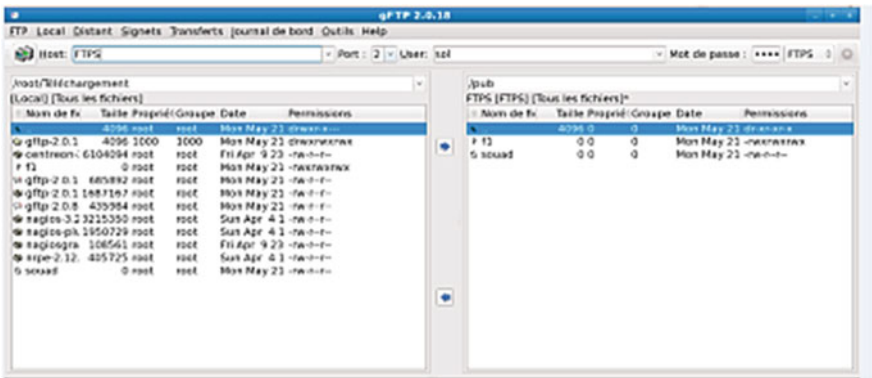 gFTP 2.0.18
FTP Local Distant Signets Transferts Journal de bord Outils Help
Host: FTPS Port : 2 User: sol Mot de passe : •••• FTPS
/root/Téléchargement
[Local] [Tous les fichiers]
Nom de fic Taille Proprié Groupe Date Permissions
.. 4096 root root Mon May 21
gftp-2.0.1 4096 1000 1000 Mon May 21 drwxrwxrwx
centreon- 6104094 root root Fri Apr 9 23 -rw-r--r--
f1 0 root root Mon May 21 -rwxrwxrwx
gftp-2.0.1 685892 root root Mon May 21 -rw-r--r--
gftp-2.0.1 1687167 root root Mon May 21 -rw-r--r--
gftp-2.0.8 435984 root root Mon May 21 -rw-r--r--
nagios-3.2 3215350 root root Sun Apr 4 1 -rw-r--r--
nagios-plu 1950729 root root Sun Apr 4 1 -rw-r--r--
nagiosgra 108561 root root Fri Apr 9 23 -rw-r--r--
nrpe-2.12. 405725 root root Sun Apr 4 1 -rw-r--r--
souad 0 root root Mon May 21 -rw-r--r--
/pub
FTPS [FTPS] [Tous les fichiers]*
Nom de fic Taille Proprié Groupe Date Permissions
.. 4096 0 0 Mon May 21
f1 0 0 0 Mon May 21 -rwxrwxrwx
souad 0 0 0 Mon May 21 -rw-r--r--